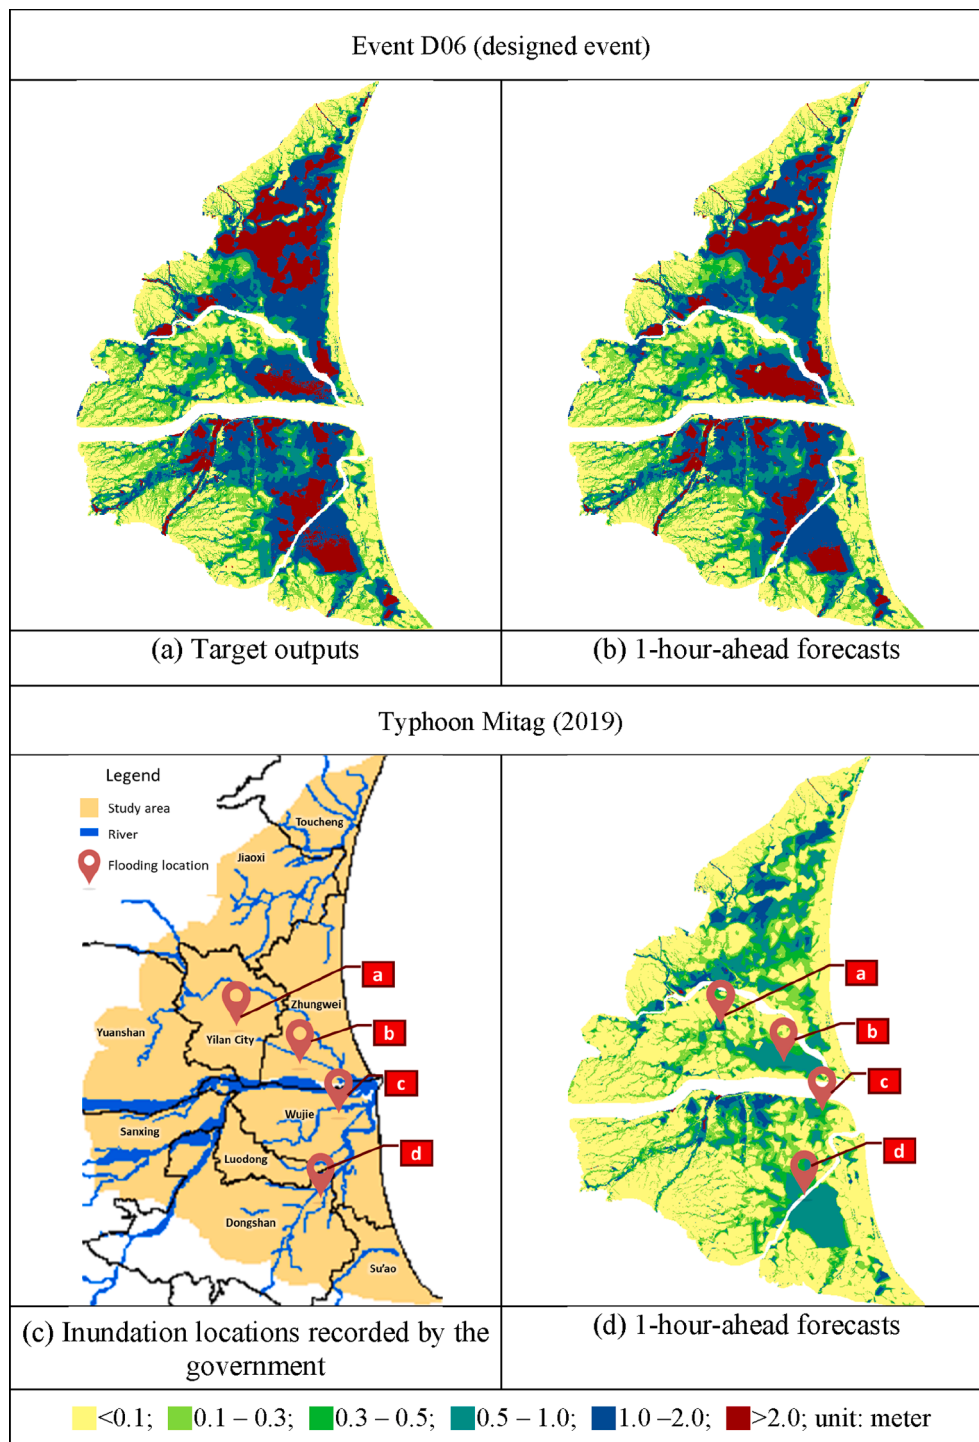 Event D06 (designed event)
(a) Target outputs
(b) 1-hour-ahead forecasts
Typhoon Mitag (2019)
Legend
Study area
River
Flooding location
Toucheng
Jiaoxi
a
Zhungwei
Yuanshan
Yilan City
b
c
Wujie
Sanxing
Luodong
d
Dongshan
Su'ao
a
b
c
d
(c) Inundation locations recorded by the
government
(d) 1-hour-ahead forecasts
<0.1; 0.1 – 0.3; 0.3 – 0.5; 0.5 – 1.0; 1.0 –2.0; >2.0; unit: meter